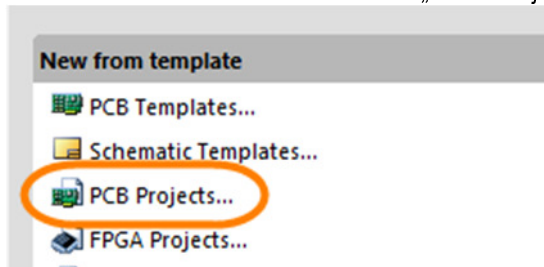 New from template
PCB Templates...
Schematic Templates...
PCB Projects...
FPGA Projects...